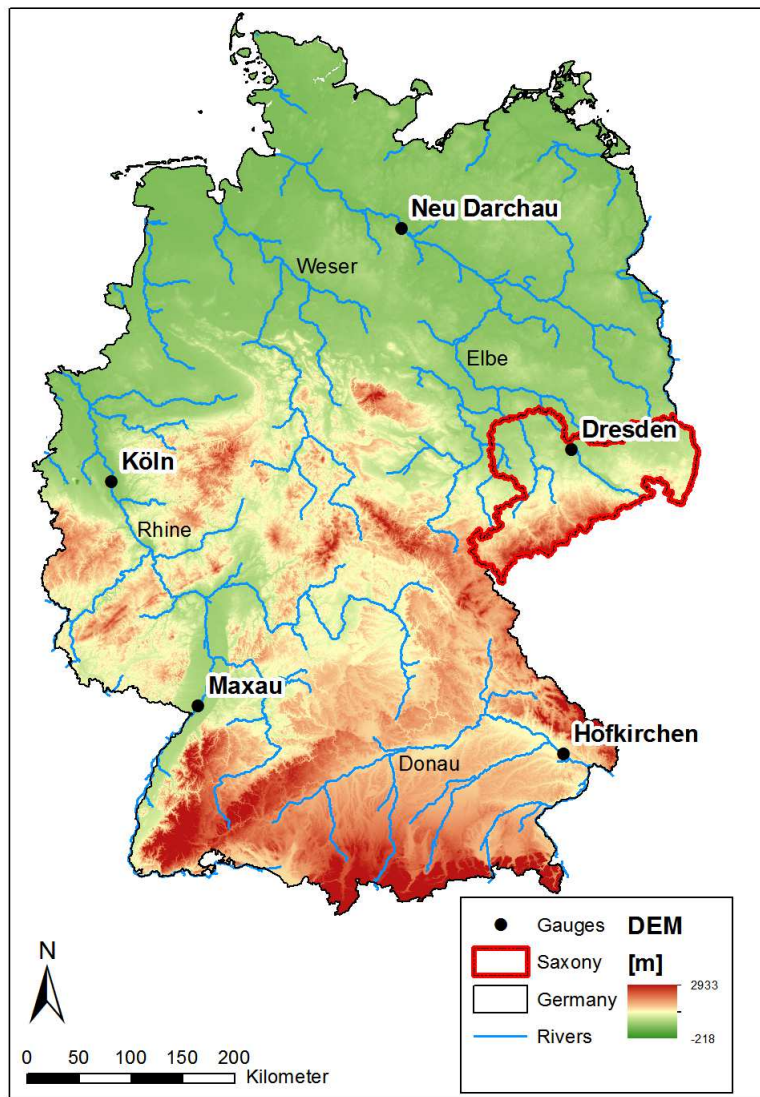 Neu Darchau
Weser
Elbe
Dresden
Köln
Rhine
Maxau
Hofkirchen
Donau
N
0 50 100 150 200
Kilometer
Gauges
Saxony
Germany
Rivers
DEM
[m]
2933
-218